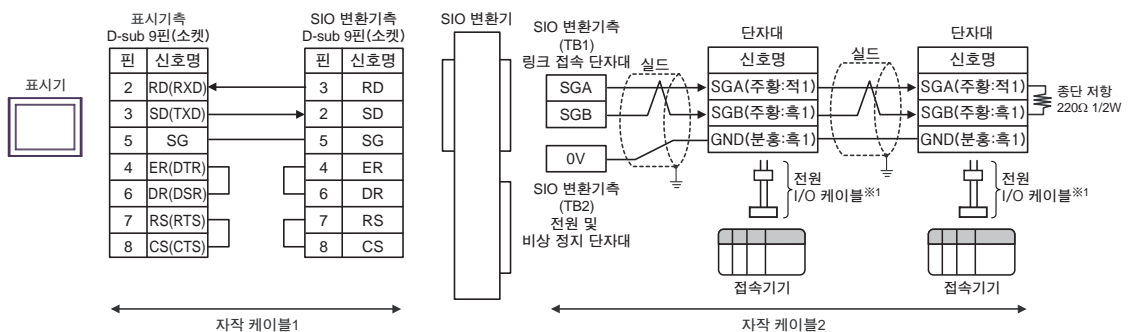 표시기
표시기측
D-sub 9핀(소켓)
핀 신호명
2 RD(RXD)
3 SD(TXD)
5 SG
4 ER(DTR)
6 DR(DSR)
7 RS(RTS)
8 CS(CTS)
SIO 변환기측
D-sub 9핀(소켓)
핀 신호명
3 RD
2 SD
5 SG
4 ER
6 DR
7 RS
8 CS
자작 케이블1
SIO 변환기
SIO 변환기측
(TB1)
링크 접속 단자대
SGA
SGB
0V
SIO 변환기측
(TB2)
전원 및
비상 정지 단자대
실드
단자대
신호명
SGA(주황:적1)
SGB(주황:흑1)
GND(분홍:흑1)
전원
I/O 케이블※1
접속기기
실드
단자대
신호명
SGA(주황:적1)
SGB(주황:흑1)
GND(분홍:흑1)
종단 저항
220Ω 1/2W
전원
I/O 케이블※1
접속기기
자작 케이블2